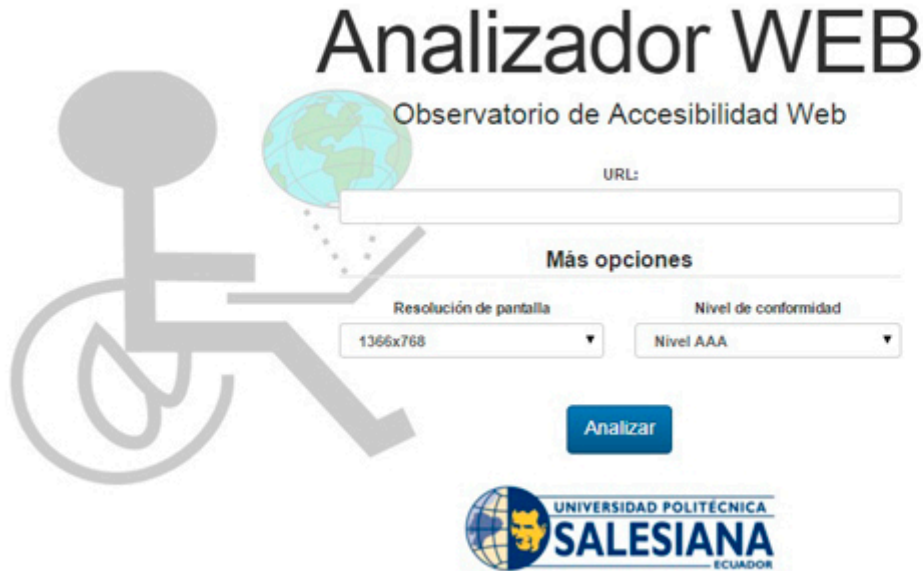 Analizador WEB
Observatorio de Accesibilidad Web
URL:
Más opciones
Resolución de pantalla
Nivel de conformidad
1366x768
Nivel AAA
Analizar
UNIVERSIDAD POLITÉCNICA
SALESIANA
ECUADOR